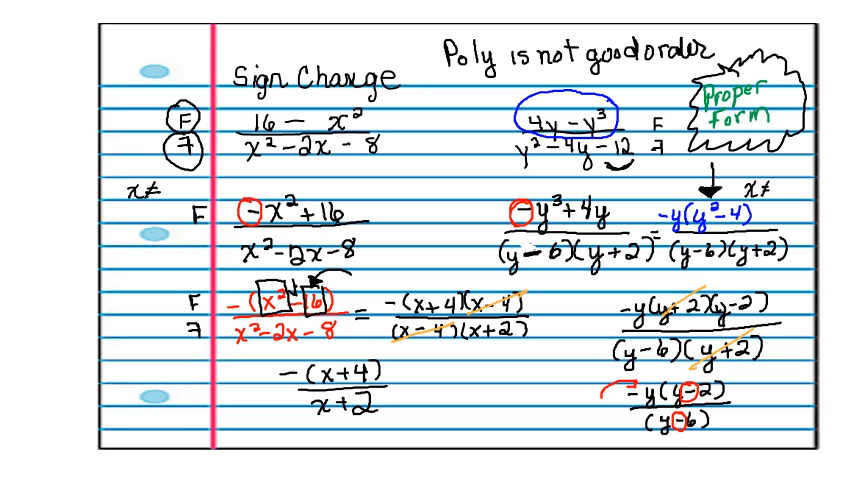 Poly is not good order
Sign Change
Proper
Form
F
7
16 - x²
x² - 2x - 8
4y - y³
y² - 4y - 12
F
7
x≠
x≠
F
-x² + 16
x² - 2x - 8
-y³ + 4y
(y - 6)(y + 2)
=
-y(y² - 4)
(y - 6)(y + 2)
F
7
-(x² - 16)
x² - 2x - 8
=
-(x + 4)(x - 4)
(x - 4)(x + 2)
-y(y + 2)(y - 2)
(y - 6)(y + 2)
-(x + 4)
x + 2
-y(y - 2)
(y - 6)